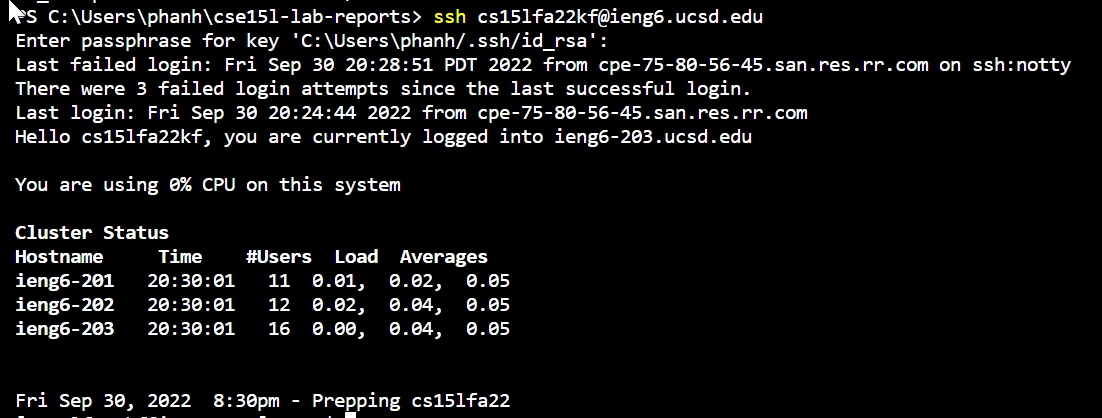 PS C:\Users\phanh\cse15l-lab-reports> ssh cs15lfa22kf@ieng6.ucsd.edu
Enter passphrase for key 'C:\Users\phanh/.ssh/id_rsa':
Last failed login: Fri Sep 30 20:28:51 PDT 2022 from cpe-75-80-56-45.san.res.rr.com on ssh:notty
There were 3 failed login attempts since the last successful login.
Last login: Fri Sep 30 20:24:44 2022 from cpe-75-80-56-45.san.res.rr.com
Hello cs15lfa22kf, you are currently logged into ieng6-203.ucsd.edu
You are using 0% CPU on this system
Cluster Status
Hostname Time #Users Load Averages
ieng6-201 20:30:01 11 0.01, 0.02, 0.05
ieng6-202 20:30:01 12 0.02, 0.04, 0.05
ieng6-203 20:30:01 16 0.00, 0.04, 0.05
Fri Sep 30, 2022 8:30pm - Prepping cs15lfa22